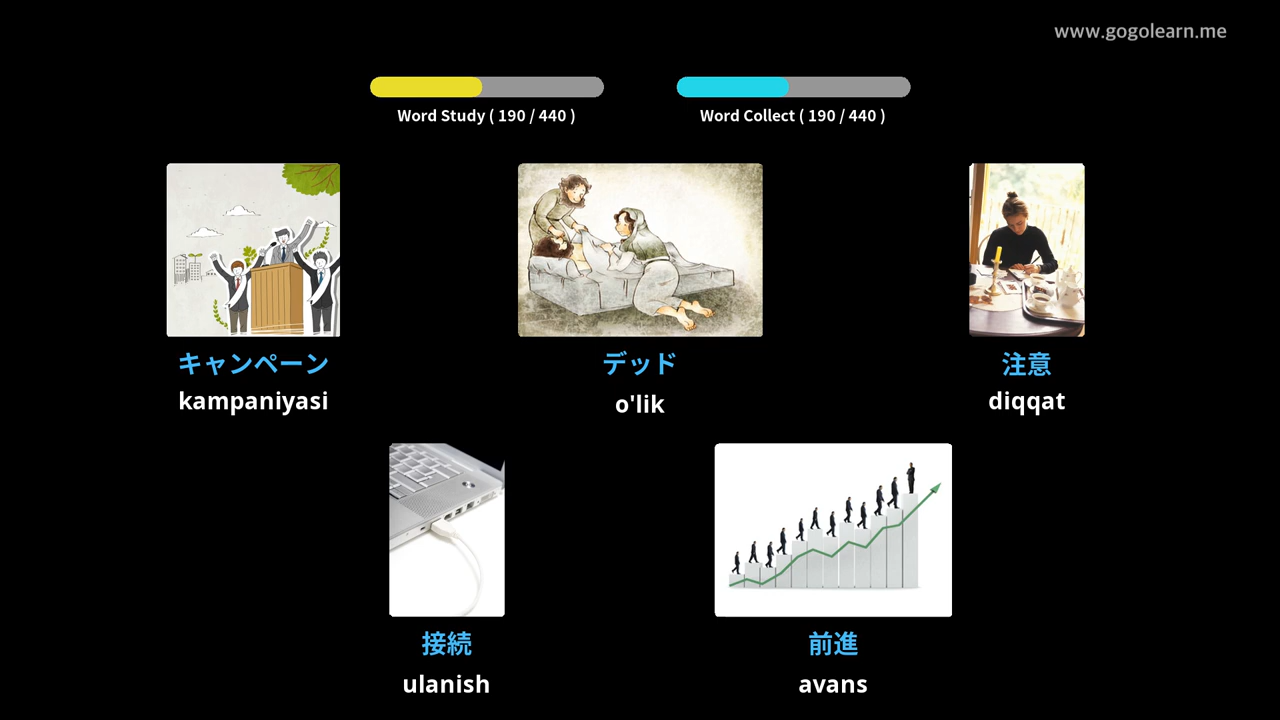 www.gogolearn.me
Word Study ( 190 / 440 )
Word Collect ( 190 / 440 )
キャンペーン
kampaniyasi
デッド
o'lik
注意
diqqat
接続
ulanish
前進
avans